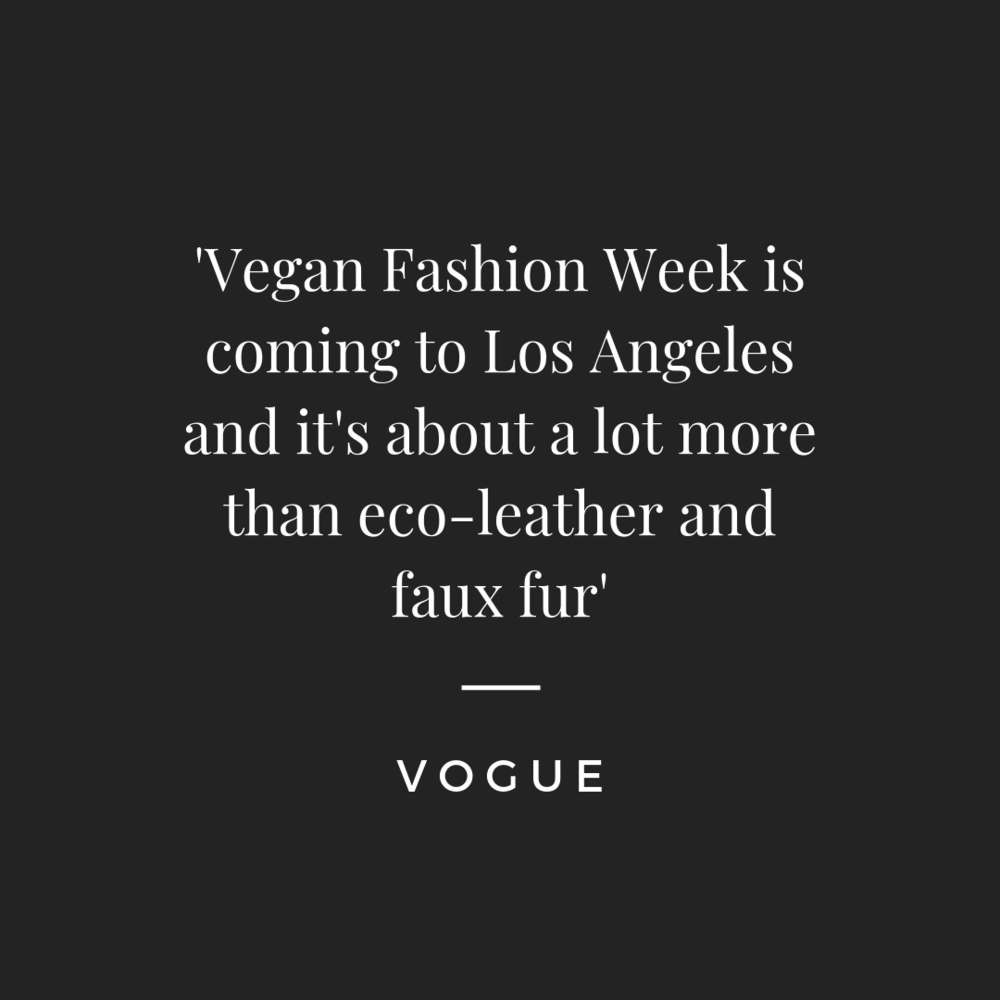 'Vegan Fashion Week is
coming to Los Angeles
and it's about a lot more
than eco-leather and
faux fur'
VOGUE